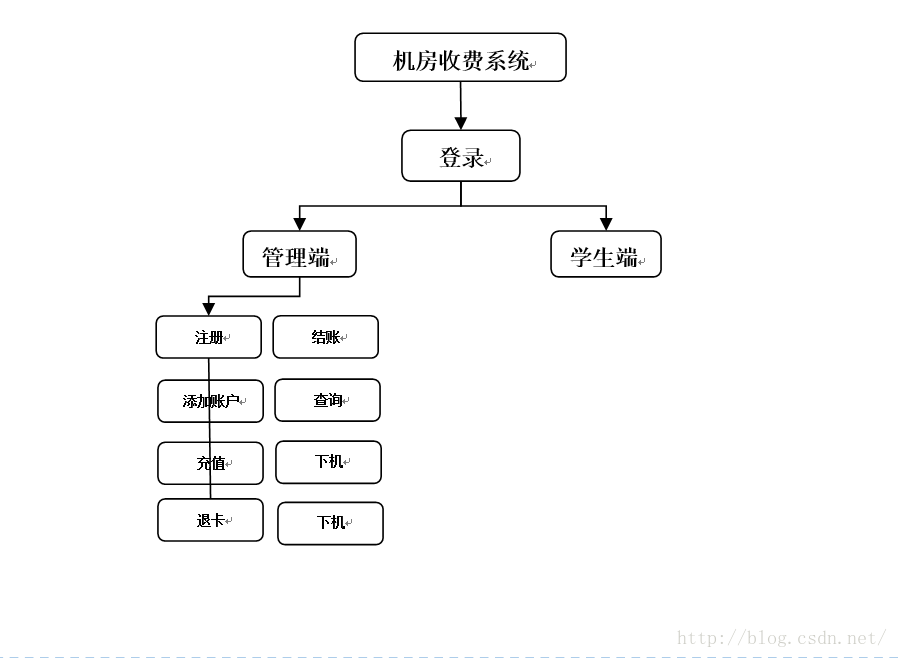 机房收费系统
登录
管理端
学生端
注册
结账
添加账户
查询
充值
下机
退卡
下机
http://blog.csdn.net/